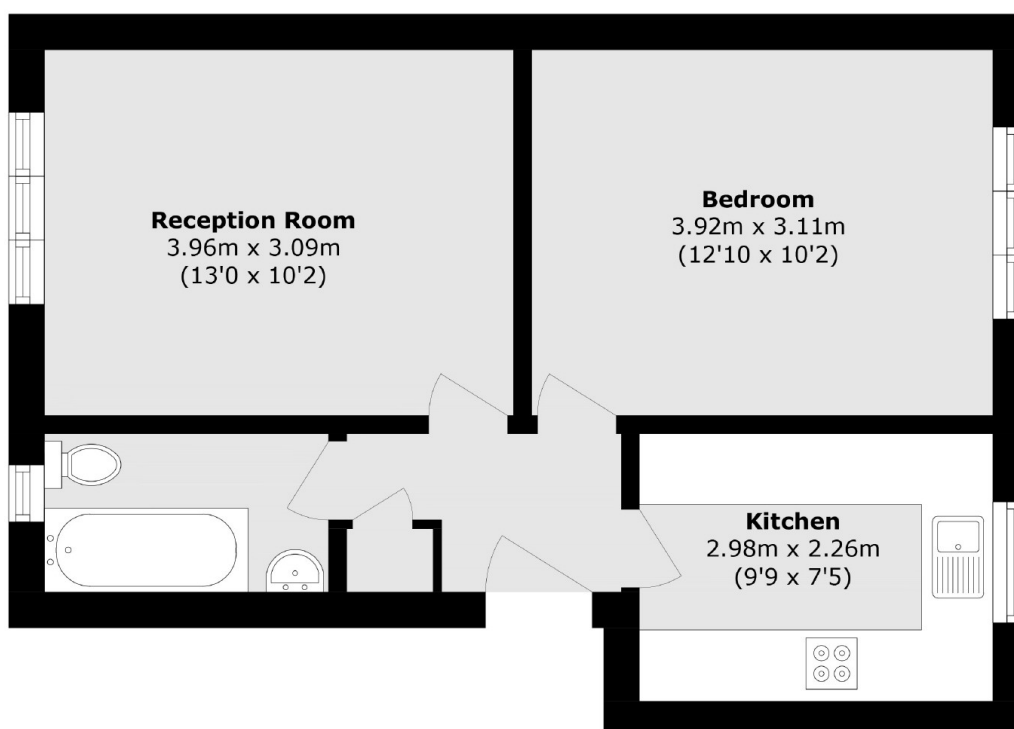 Reception Room
3.96m x 3.09m
(13'0 x 10'2)
Bedroom
3.92m x 3.11m
(12'10 x 10'2)
Kitchen
2.98m x 2.26m
(9'9 x 7'5)